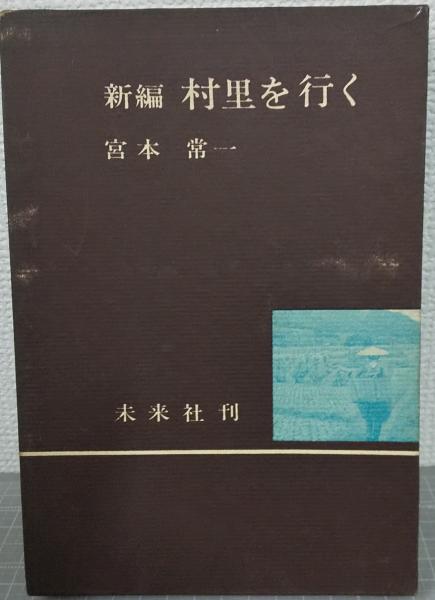 新編 村里を行く
宮本 常一
未来社刊